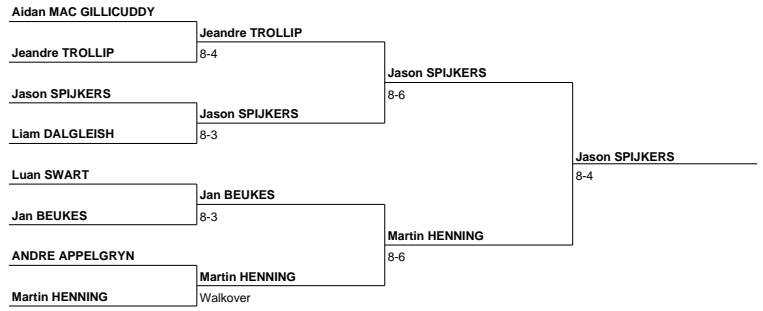 Aidan MAC GILLICUDDY
Jeandre TROLLIP
Jeandre TROLLIP
8-4
Jason SPIJKERS
8-6
Jason SPIJKERS
Jason SPIJKERS
8-3
Liam DALGLEISH
Jason SPIJKERS
8-4
Luan SWART
Jan BEUKES
8-3
Jan BEUKES
Martin HENNING
8-6
ANDRE APPELGRYN
Martin HENNING
Walkover
Martin HENNING